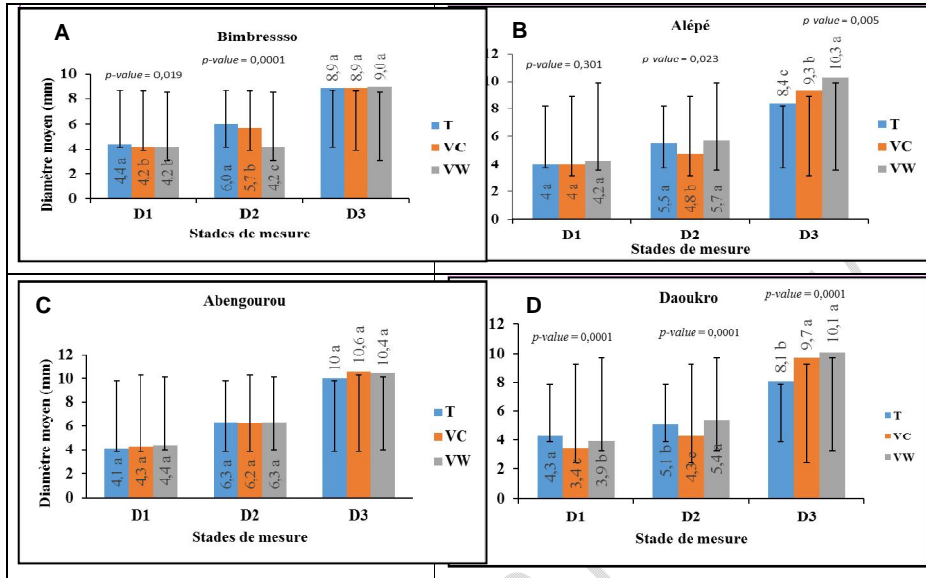 A
Bimbressso
p-value = 0,019
p-value = 0,0001
Diamètre moyen (mm)
10
8
6
4
2
0
4,4 a
4,2 b
4,2 b
6,0 a
5,7 b
4,2 c
8,9 a
8,9 a
9,0 a
D1
D2
D3
Stades de mesure
T
VC
VW
B
Alépé
p-value = 0,301
p-value = 0,023
p-value = 0,005
12
10
8
6
4
2
0
4 a
4 a
4,2 a
5,5 a
4,8 b
5,7 a
8,4 c
9,3 b
10,3 a
D1
D2
D3
Stades de mesure
T
VC
VW
C
Abengourou
Diamètre moyen (mm)
12
10
8
6
4
2
0
4,1 a
4,3 a
4,4 a
6,3 a
6,2 a
6,3 a
10 a
10,6 a
10,4 a
D1
D2
D3
Stades de mesure
T
VC
VW
D
Daoukro
p-value = 0,0001
p-value = 0,0001
p-value = 0,0001
12
10
8
6
4
2
0
4,3 a
3,4 c
3,9 b
5,1 b
4,3 c
5,4 a
8,1 b
9,7 a
10,1 a
D1
D2
D3
Stade de mesure
T
VC
VW